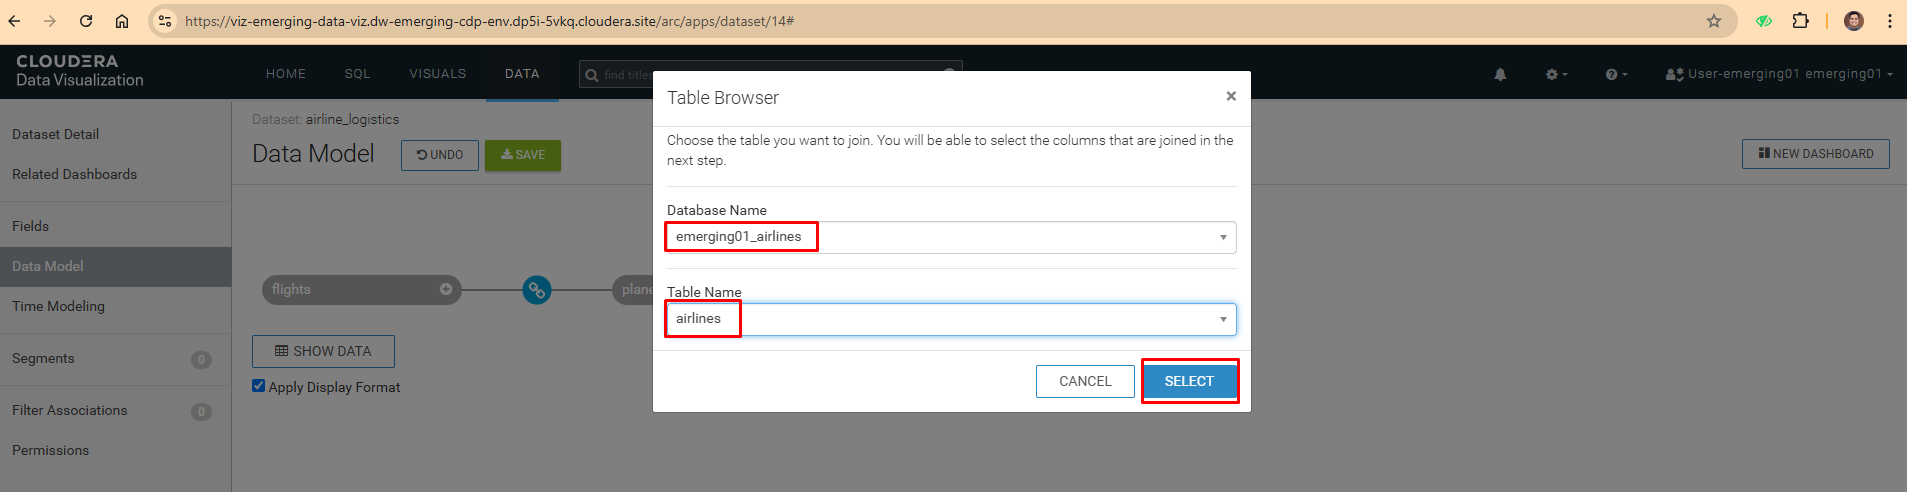 https://viz-emerging-data-viz.dw-emerging-cdp-env.dp5i-5vkq.cloudera.site/arc/apps/dataset/14#
CLOUDERA
Data Visualization
HOME
SQL
VISUALS
DATA
find titles
User-emerging01 emerging01
Dataset Detail
Related Dashboards
Fields
Data Model
Time Modeling
Segments
0
Filter Associations
0
Permissions
Dataset: airline_logistics
Data Model
UNDO
SAVE
NEW DASHBOARD
flights
plane
SHOW DATA
Apply Display Format
Table Browser
×
Choose the table you want to join. You will be able to select the columns that are joined in the
next step.
Database Name
emerging01_airlines
Table Name
airlines
CANCEL
SELECT